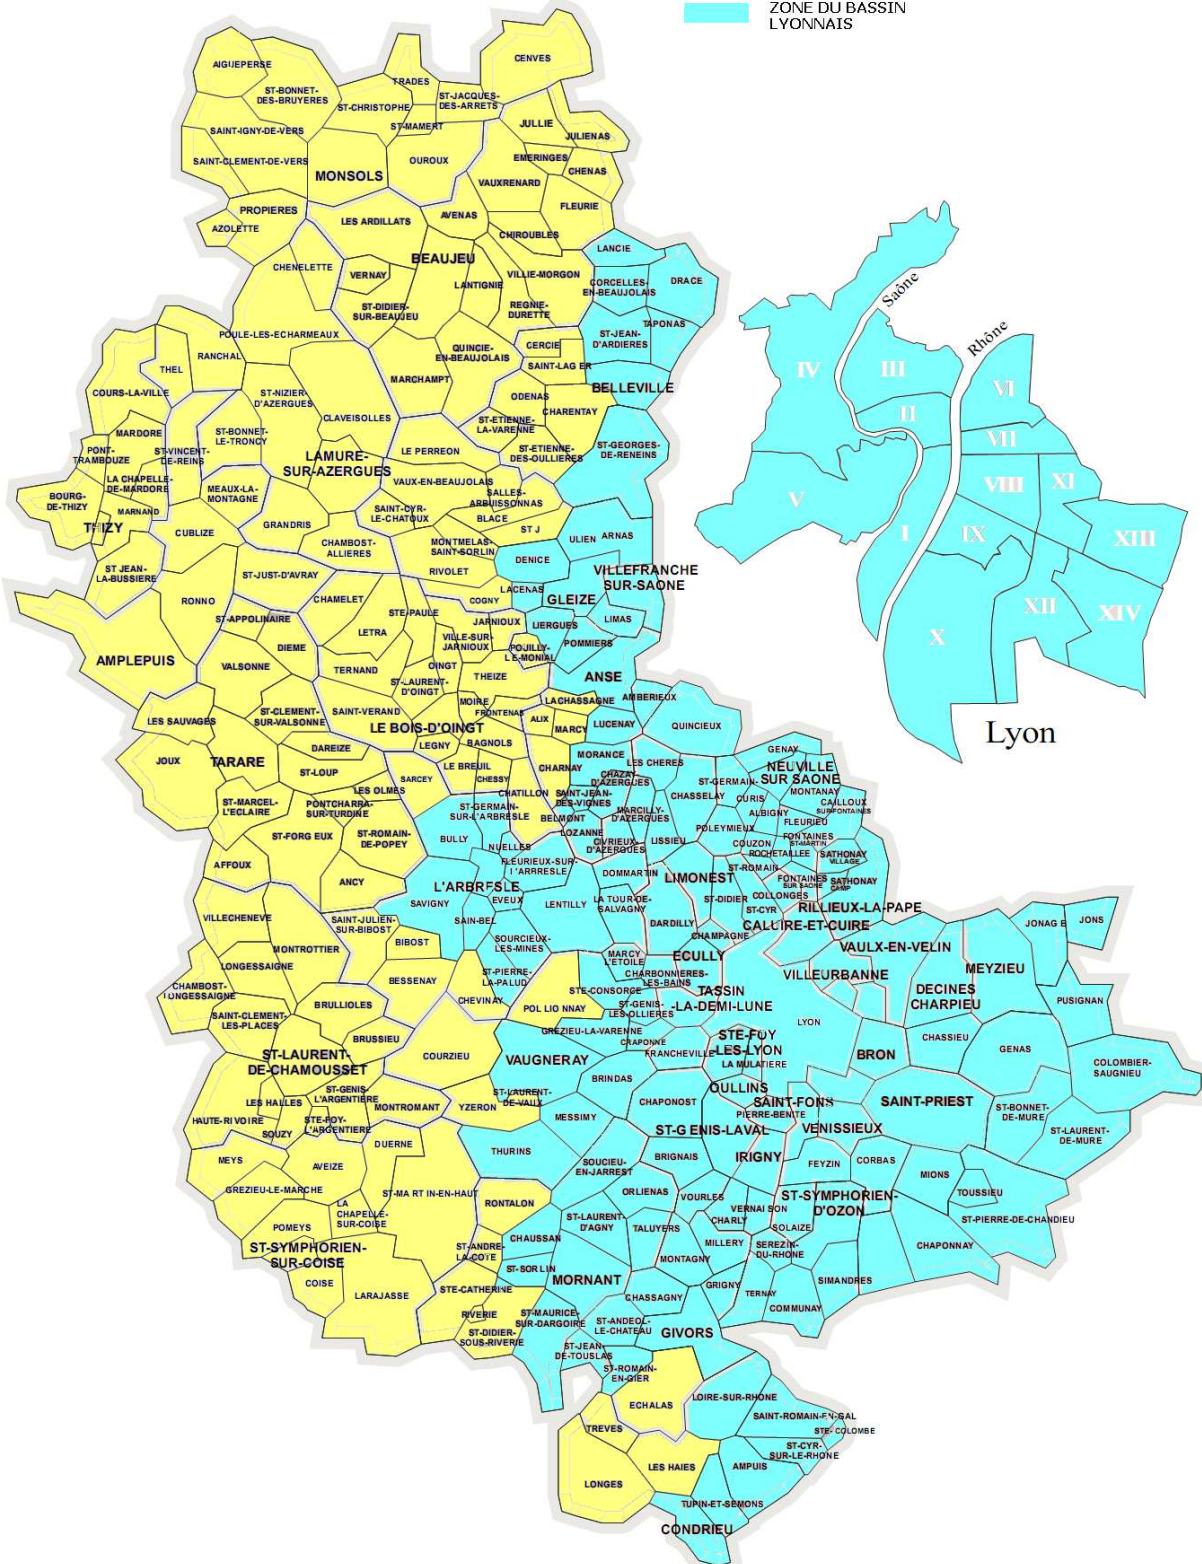 ZONE DU BASSIN
LYONNAIS
CENVES
AIGUEPERSE
TRADES
ST-BONNET-
DES-BRUYERES
ST-JACQUES-
DES-ARRETS
ST-CHRISTOPHE
ST-MAMERT
JULLIE
JULIENAS
SAINT-IGNY-DE-VERS
SAINT-CLEMENT-DE-VERS
OUROUX
EMERINGES
CHENAS
MONSOLS
VAUXRENARD
FLEURIE
PROPIERES
AZOLETTE
LES ARDILLATS
AVENAS
CHIROUBLES
LANCIE
BEAUJEU
CHENELETTE
VERNAY
LANTIGNIE
VILLIE-MORGON
CORCELLES-
EN-BEAUJOLAIS
DRACE
ST-DIDIER-
SUR-BEAUJEU
REGNIE-
DURETTE
TAPONAS
ST-JEAN-
D'ARDIERES
POULE-LES-ECHARMEAUX
CERCIE
RANCHAL
QUINCIE-
EN-BEAUJOLAIS
SAINT-LAG ER
THEL
MARCHAMPT
BELLEVILLE
COURS-LA-VILLE
ST-NIZIER-
D'AZERGUES
ODENAS
CHARENTAY
CLAVEISOLLES
ST-ETIENNE-
LA-VARENNE
MARDORE
ST-BONNET-
LE-TRONCY
PONT-
TRAMBOUZE
ST-VINCENT-
DE-REINS
LAMURE-
SUR-AZERGUES
LE PERREON
ST-ETIENNE-
DES-OULLIERES
ST-GEORGES-
DE-RENEINS
LA CHAPELLE-
DE-MARDORE
MEAUX-LA-
MONTAGNE
VAUX-EN-BEAUJOLAIS
SALLES-
ARBUISSONNAS
BOURG-
DE-THIZY
MARNAND
SAINT-CYR-
LE-CHATOUX
BLACE
THIZY
CUBLIZE
GRANDRIS
ST J
ULIEN
ARNAS
CHAMBOST-
ALLIERES
MONTMELAS-
SAINT-SORLIN
DENICE
ST JEAN-
LA-BUSSIERE
ST-JUST-D'AVRAY
RIVOLET
VILLEFRANCHE
SUR-SAONE
LACENAS
GLEIZE
RONNO
CHAMELET
COGNY
STE-PAULE
JARNIOUX
LIERGUES
LIMAS
ST-APPOLINAIRE
LETRA
VILLE-SUR-
JARNIOUX
POUILLY-
LE-MONIAL
POMMIERS
DIEME
AMPLEPUIS
VALSONNE
TERNAND
OINGT
THEIZE
ANSE
ST-LAURENT-
D'OINGT
LACHASSAGNE
AMBERIEUX
LES SAUVAGES
ST-CLEMENT-
SUR-VALSONNE
SAINT-VERAND
MOIRE
FRONTENAS
ALIX
MARCY
LUCENAY
QUINCIEUX
LE BOIS-D'OINGT
DAREIZE
LEGNY
BAGNOLS
JOUX
TARARE
ST-LOUP
SARCEY
LE BREUIL
CHESSY
CHARNAY
MORANCE
LES CHERES
GENAY
NEUVILLE
SUR SAONE
CHAZAY-
D'AZERGUES
ST-GERMAIN-
CHATILLON
SAINT-JEAN-
DES-VIGNES
CHASSELAY
CURIS
MONTANAY
LES OLMES
ST-MARCEL-
L'ECLAIRE
PONTCHARRA-
SUR-TURDINE
ST-GERMAIN-
SUR-L'ARBRESLE
BELMONT
MARCILLY-
D'AZERGUES
ALBIGNY
CAILLOUX
SUR-FONTAINES
FLEURIEU
ST-FORG EUX
ST-ROMAIN-
DE-POPEY
BULLY
NUELLES
LOZANNE
CIVRIEUX-
D'AZERGUES
LISSIEU
POLEYMIEUX
COUZON
FONTAINES
ST-MARTIN
ROCHETAILLEE
SATHONAY
VILLAGE
AFFOUX
ANCY
FLEURIEUX-SUR-
L'ARBRESLE
DOMMARTIN
LIMONEST
ST-ROMAIN
FONTAINES
SUR SAONE
SATHONAY
CAMP
L'ARBRESLE
SAVIGNY
EVEUX
LENTILLY
LA TOUR-DE-
SALVAGNY
ST-DIDIER
COLLONGES
ST-CYR
RILLIEUX-LA-PAPE
VILLECHENEVE
SAINT-JULIEN-
SUR-BIBOST
SAIN-BEL
DARDILLY
CHAMPAGNE
CALUIRE-ET-CUIRE
JONAG E
JONS
BIBOST
SOURCIEUX-
LES-MINES
MONTROTTIER
MARCY
L'ETOILE
ECULLY
VAULX-EN-VELIN
LONGESSAIGNE
BESSENAY
ST-PIERRE-
LA-PALUD
CHARBONNIERES-
LES-BAINS
VILLEURBANNE
MEYZIEU
CHAMBOST-
LONGESSAIGNE
BRULLIOLES
CHEVINAY
POL LIO NNAY
STE-CONSORCE
TASSIN
-LA-DEMI-LUNE
DECINES
CHARPIEU
PUSIGNAN
SAINT-CLEMENT-
LES-PLACES
ST-GENIS-
LES-OLLIERES
LYON
BRUSSIEU
GREZIEU-LA-VARENNE
CRAPONNE
STE-FOY
-LES-LYON
CHASSIEU
ST-LAURENT-
DE-CHAMOUSSET
COURZIEU
VAUGNERAY
FRANCHEVILLE
LA MULATIERE
BRON
GENAS
COLOMBIER-
SAUGNIEU
BRINDAS
OULLINS
LES HALLES
ST-GENIS-
L'ARGENTIERE
ST-LAURENT-
DE-VAUX
CHAPONOST
SAINT-FONS
SAINT-PRIEST
MONTROMANT
YZERON
MESSIMY
PIERRE-BENITE
ST-BONNET-
DE-MURE
HAUTE-RIVOIRE
SOUZY
STE-FOY-
L'ARGENTIERE
ST-G ENIS-LAVAL
VENISSIEUX
ST-LAURENT-
DE-MURE
DUERNE
THURINS
BRIGNAIS
IRIGNY
MEYS
AVEIZE
SOUCIEU-
EN-JARREST
FEYZIN
CORBAS
MIONS
GREZIEU-LE-MARCHE
ST-MA RT IN-EN-HAUT
RONTALON
ORLIENAS
VOURLES
ST-SYMPHORIEN-
D'OZON
TOUSSIEU
LA
CHAPELLE-
SUR-COISE
VERNAI SON
CHARLY
ST-PIERRE-DE-CHANDIEU
POMEYS
ST-LAURENT-
D'AGNY
TALUYERS
SOLAIZE
CHAUSSAN
ST-SYMPHORIEN-
SUR-COISE
ST-ANDRE-
LA-COTE
MILLERY
SEREZIN-
DU-RHONE
CHAPONNAY
MONTAGNY
ST-SOR LIN
MORNANT
COISE
LARAJASSE
STE-CATHERINE
CHASSAGNY
GRIGNY
TERNAY
SIMANDRES
COMMUNAY
RIVERIE
ST-MAURICE-
SUR-DARGOIRE
ST-ANDEOL-
LE-CHATEAU
GIVORS
ST-DIDIER-
SOUS-RIVERIE
ST-JEAN-
DE-TOUSLAS
ST-ROMAIN-
EN-GIER
ECHALAS
LOIRE-SUR-RHONE
TREVES
SAINT-ROMAIN-EN-GAL
STE- COLOMBE
ST-CYR-
SUR-LE-RHONE
LES HAIES
AMPUIS
LONGES
TUPIN-ET-SEMONS
CONDRIEU
Saône
Rhône
IV
III
VI
II
VII
V
VIII
XI
I
IX
XIII
XII
XIV
X
Lyon